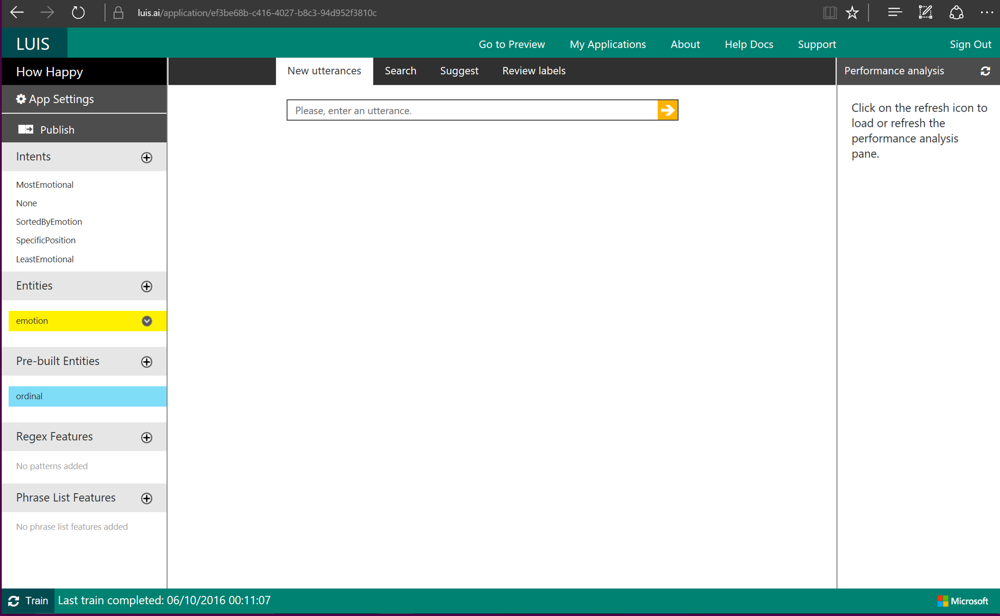 luis.ai/application/ef3be68b-c416-4027-b8c3-94d952f3810c
LUIS
Go to Preview
My Applications
About
Help Docs
Support
Sign Out
How Happy
New utterances
Search
Suggest
Review labels
Performance analysis
App Settings
Publish
Please, enter an utterance.
Click on the refresh icon to
load or refresh the
performance analysis
pane.
Intents
MostEmotional
None
SortedByEmotion
SpecificPosition
LeastEmotional
Entities
emotion
Pre-built Entities
ordinal
Regex Features
No patterns added
Phrase List Features
No phrase list features added
Train
Last train completed: 06/10/2016 00:11:07
Microsoft